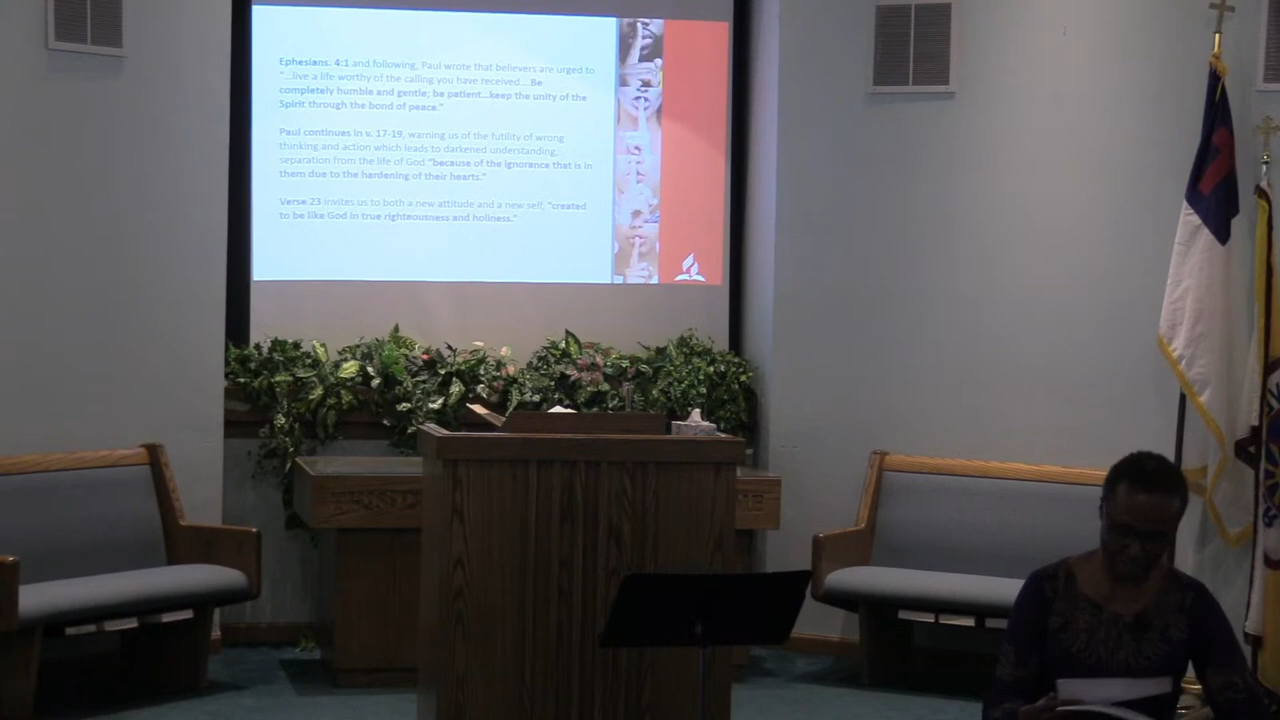 Ephesians. 4:1 and following, Paul wrote that believers are urged to
"...live a life worthy of the calling you have received....Be
completely humble and gentle; be patient...keep the unity of the
Spirit through the bond of peace."
Paul continues in v. 17-19, warning us of the futility of wrong
thinking and action which leads to darkened understanding,
separation from the life of God "because of the ignorance that is in
them due to the hardening of their hearts."
Verse 23 invites us to both a new attitude and a new self, "created
to be like God in true righteousness and holiness."